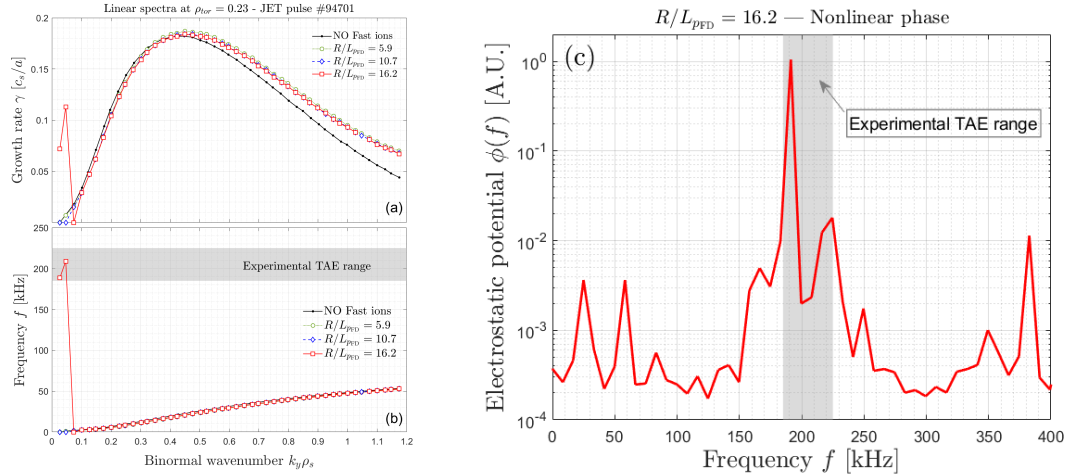 Linear spectra at ρ_tor = 0.23 - JET pulse #94701
Growth rate γ [c_s/a]
0.2
0.15
0.1
0.05
NO Fast ions
R/L_pFD = 5.9
R/L_pFD = 10.7
R/L_pFD = 16.2
(a)
Frequency f [kHz]
250
200
150
100
50
0
Experimental TAE range
NO Fast ions
R/L_pFD = 5.9
R/L_pFD = 10.7
R/L_pFD = 16.2
(b)
0 0.1 0.2 0.3 0.4 0.5 0.6 0.7 0.8 0.9 1 1.1 1.2
Binormal wavenumber k_yρ_s
R/L_pFD = 16.2 — Nonlinear phase
(c)
Electrostatic potential ϕ(f) [A.U.]
10^0
10^-1
10^-2
10^-3
10^-4
Experimental TAE range
0 50 100 150 200 250 300 350 400
Frequency f [kHz]